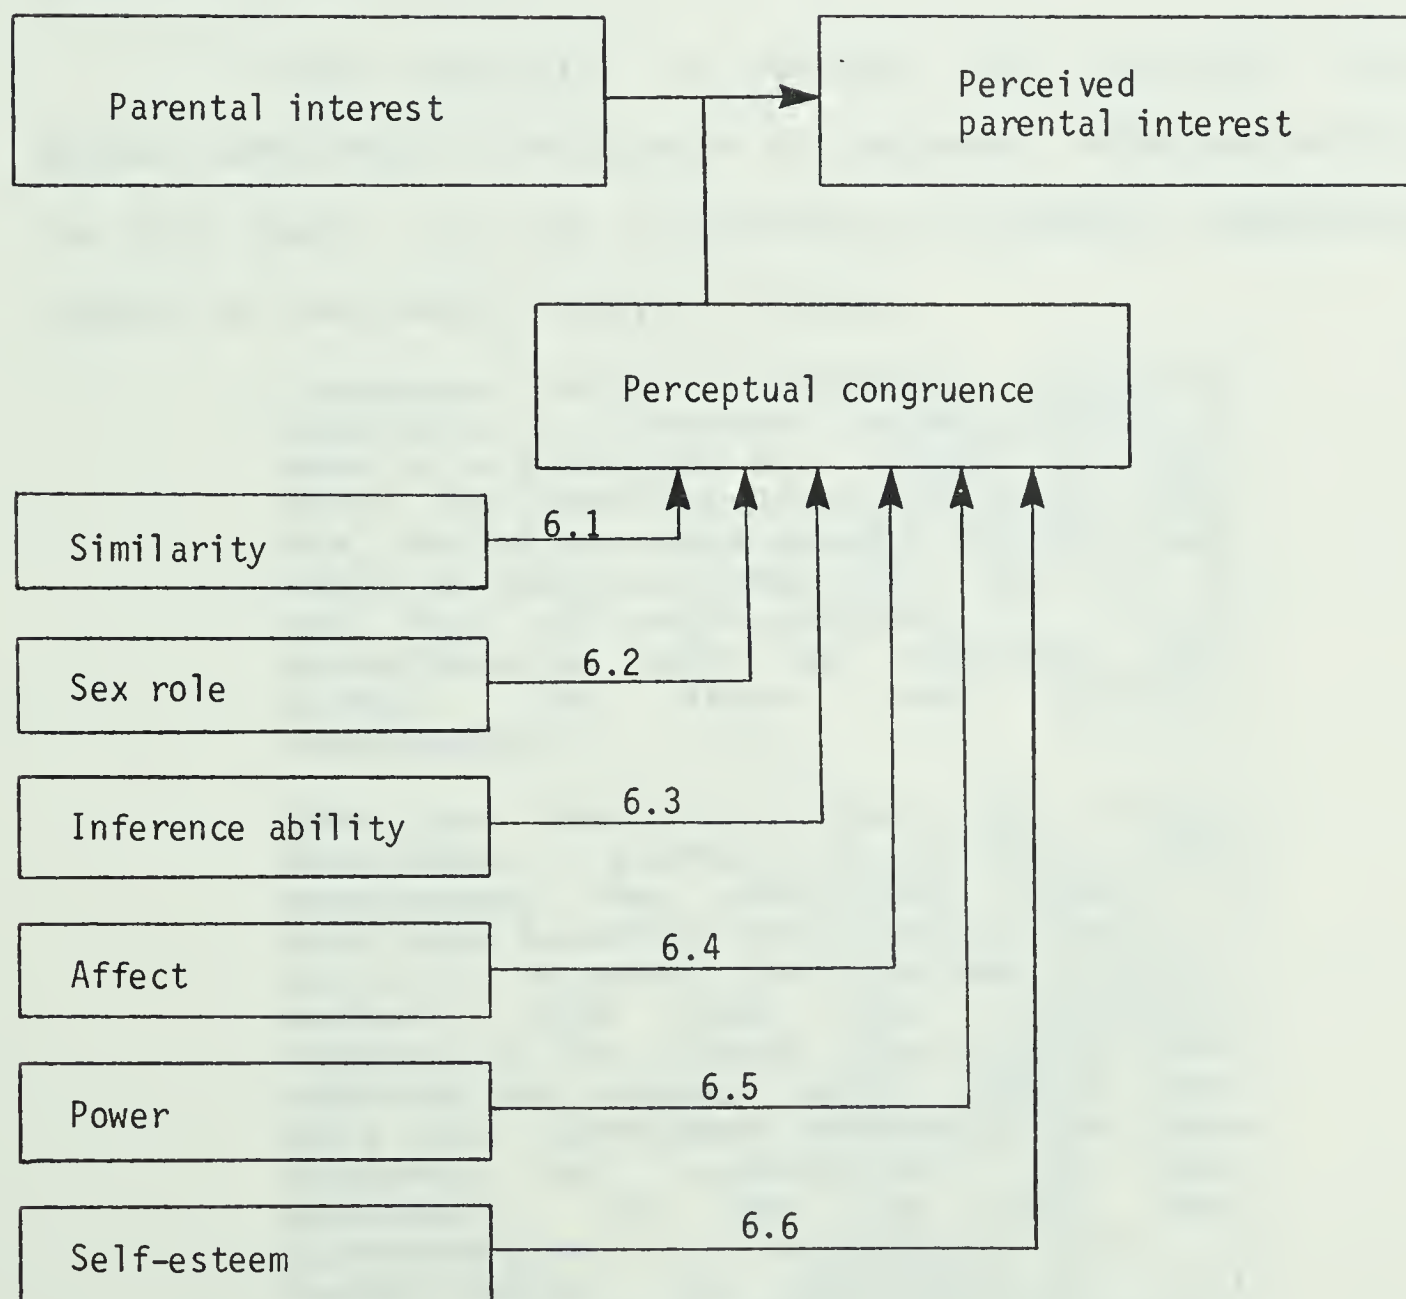 Parental interest
Perceived
parental interest
Perceptual congruence
Similarity
6.1
Sex role
6.2
Inference ability
6.3
Affect
6.4
Power
6.5
Self-esteem
6.6